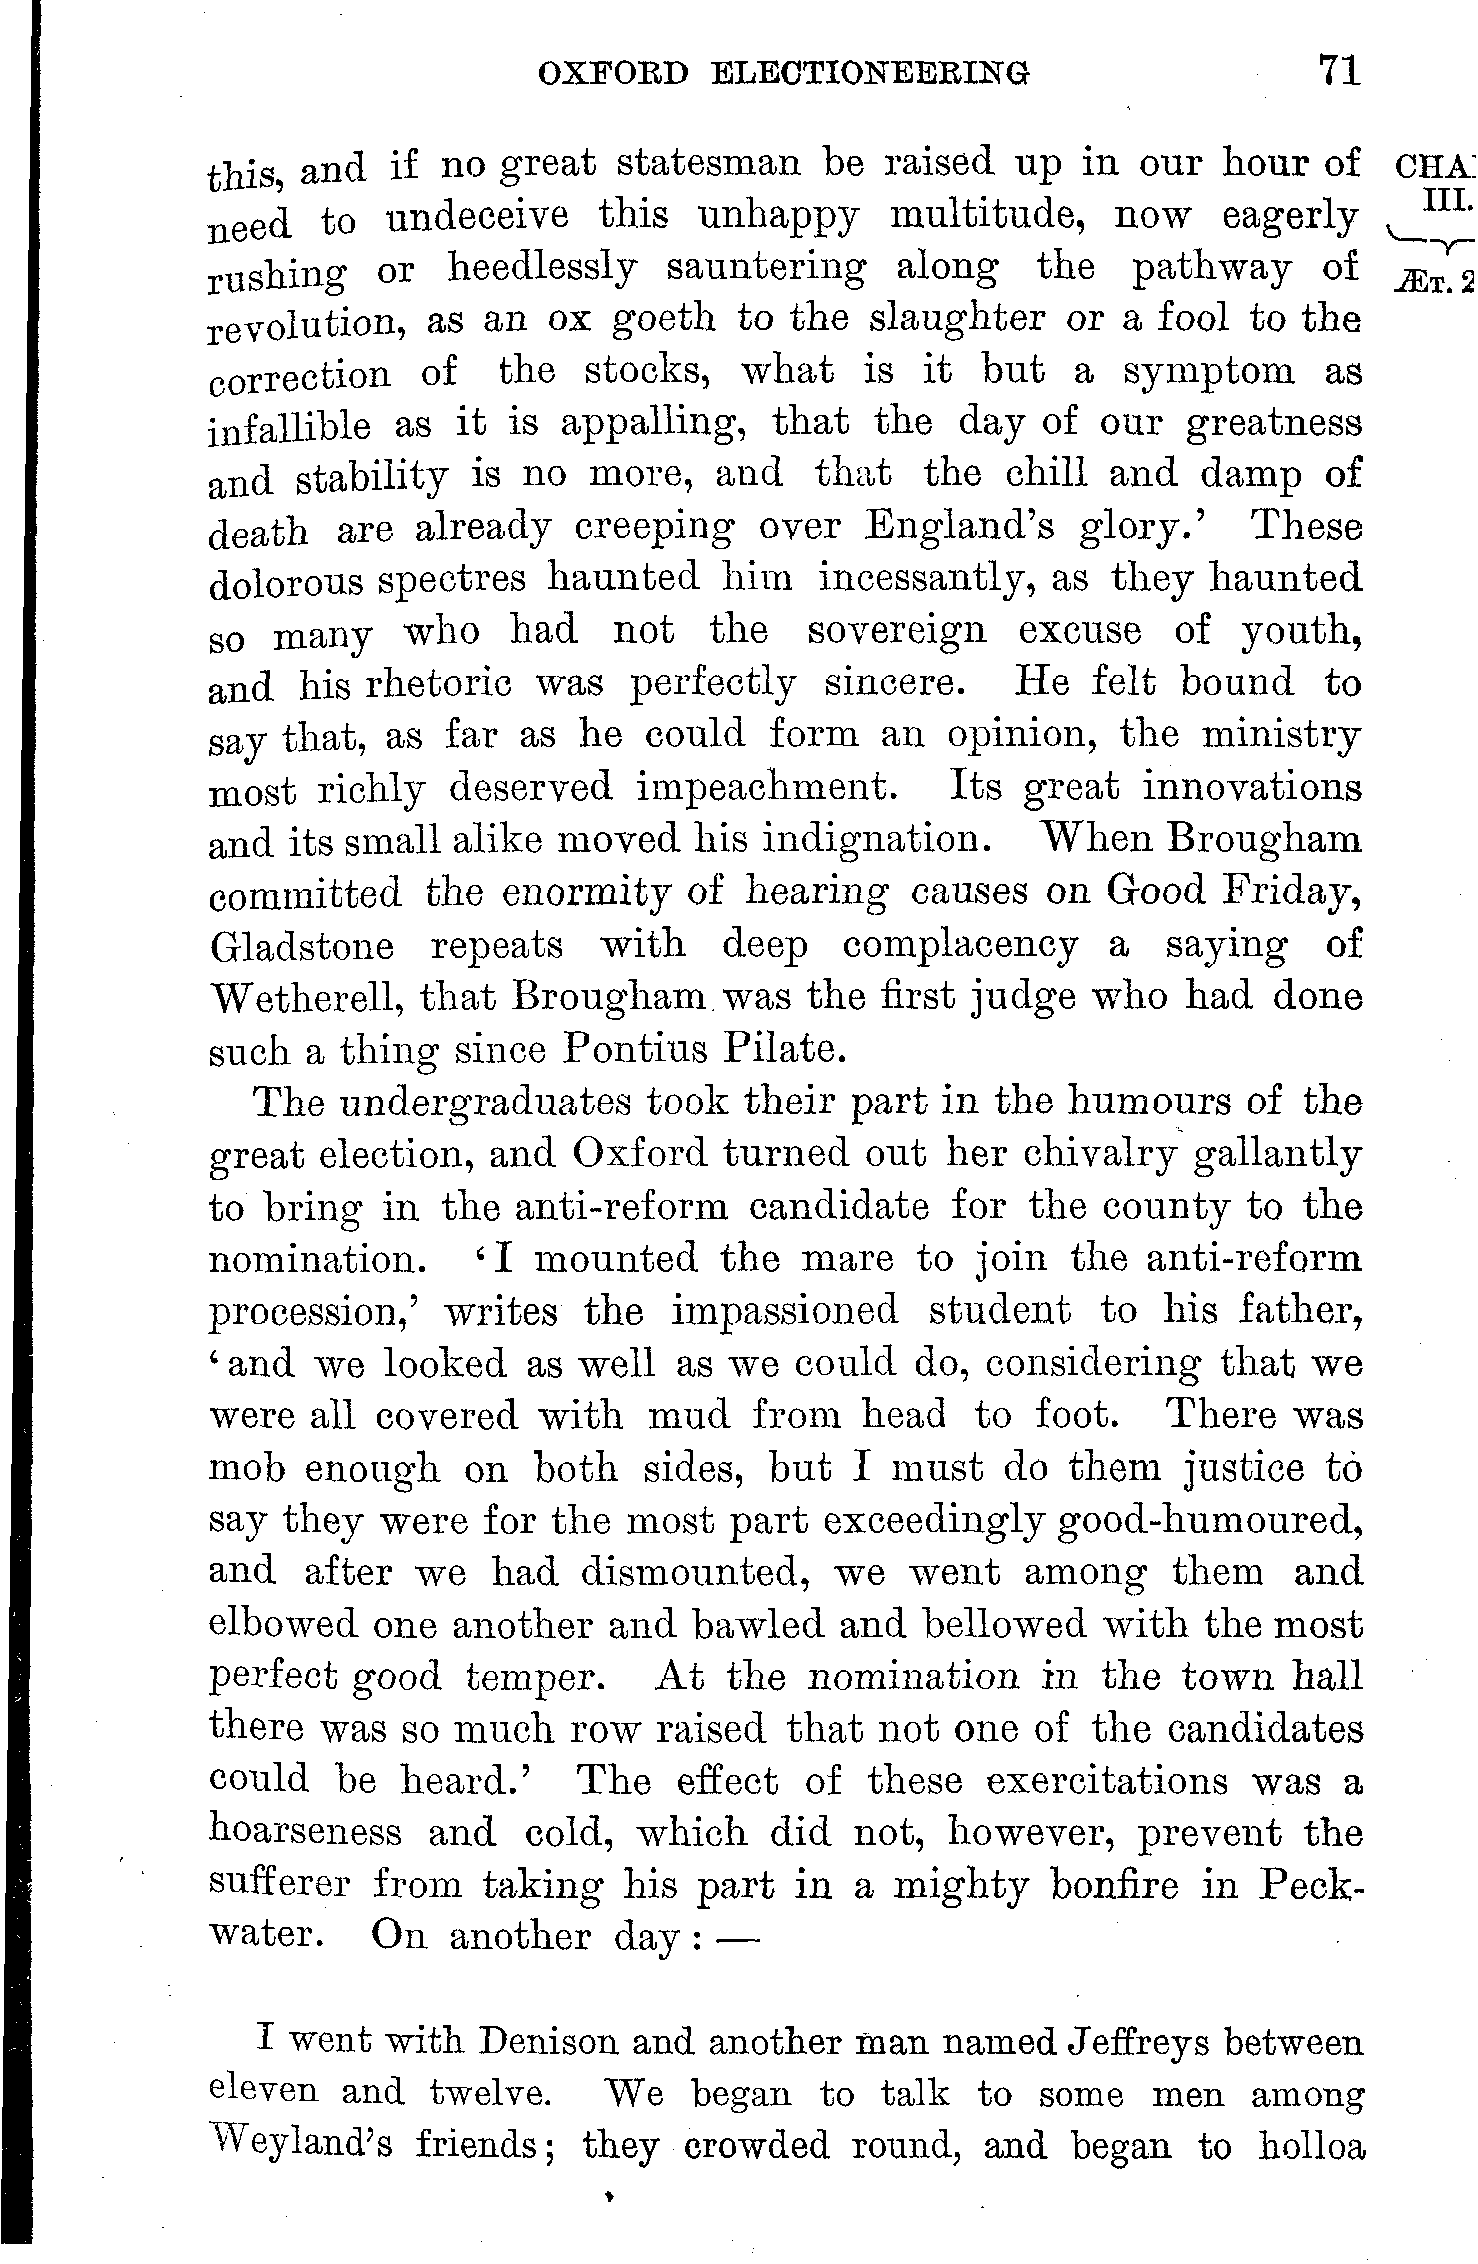 OXFORD ELECTIONEERING 71
this, and if no great statesman be raised up in our hour of
need to undeceive this unhappy multitude, now eagerly
rushing or heedlessly sauntering along the pathway of
revolution, as an ox goeth to the slaughter or a fool to the
correction of the stocks, what is it but a symptom as
infallible as it is appalling, that the day of our greatness
and stability is no more, and that the chill and damp of
death are already creeping over England's glory.' These
dolorous spectres haunted him incessantly, as they haunted
so many who had not the sovereign excuse of youth,
and his rhetoric was perfectly sincere. He felt bound to
say that, as far as he could form an opinion, the ministry
most richly deserved impeachment. Its great innovations
and its small alike moved his indignation. When Brougham
committed the enormity of hearing causes on Good Friday,
Gladstone repeats with deep complacency a saying of
Wetherell, that Brougham was the first judge who had done
such a thing since Pontius Pilate.
The undergraduates took their part in the humours of the
great election, and Oxford turned out her chivalry gallantly
to bring in the anti-reform candidate for the county to the
nomination. 'I mounted the mare to join the anti-reform
procession,' writes the impassioned student to his father,
'and we looked as well as we could do, considering that we
were all covered with mud from head to foot. There was
mob enough on both sides, but I must do them justice to
say they were for the most part exceedingly good-humoured,
and after we had dismounted, we went among them and
elbowed one another and bawled and bellowed with the most
perfect good temper. At the nomination in the town hall
there was so much row raised that not one of the candidates
could be heard.' The effect of these exercitations was a
hoarseness and cold, which did not, however, prevent the
sufferer from taking his part in a mighty bonfire in Peck-
water. On another day: —
I went with Denison and another man named Jeffreys between
eleven and twelve. We began to talk to some men among
Weyland's friends; they crowded round, and began to holloa
CHA
III.
ÆT. 2